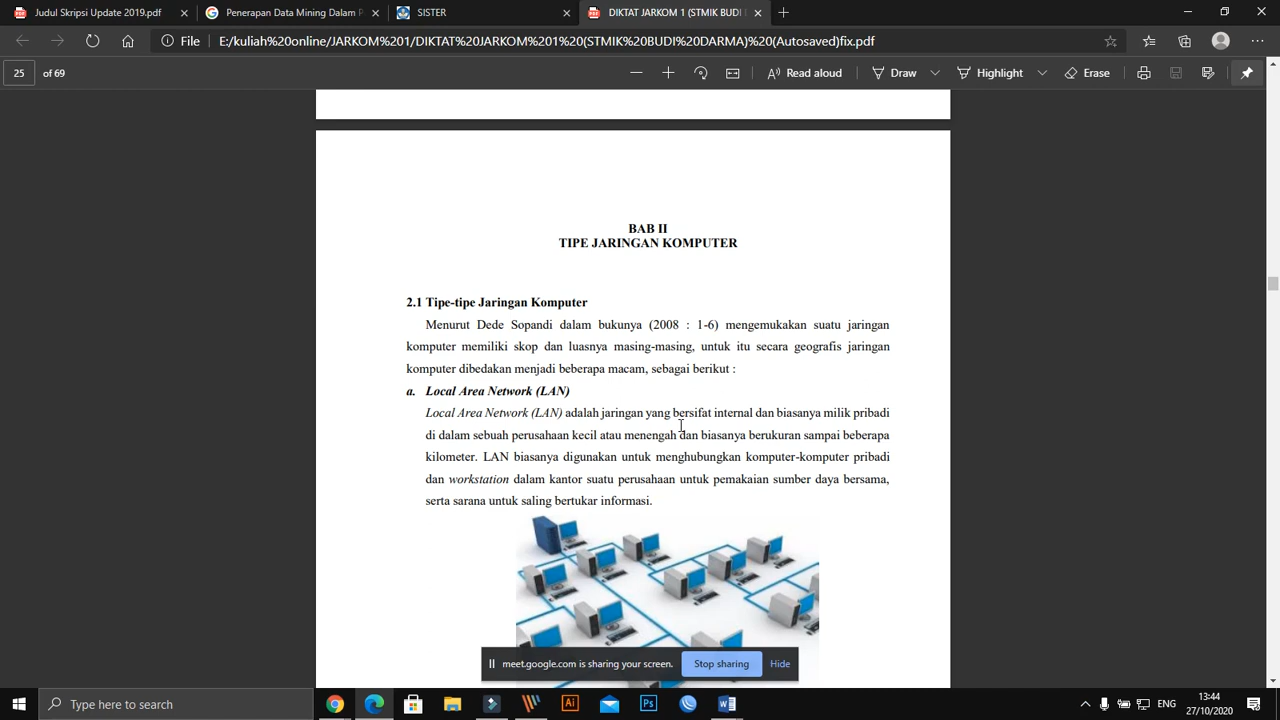 Judul Skripsi Update 2019.pdf
Penerapan Data Mining Dalam P
SISTER
DIKTAT JARKOM 1 (STMIK BUDI
File
E:/kuliah%20online/JARKOM%201/DIKTAT%20JARKOM%201%20(STMIK%20BUDI%20DARMA)%20(Autosaved)fix.pdf
25 of 69
Read aloud
Draw
Highlight
Erase
BAB II
TIPE JARINGAN KOMPUTER
2.1 Tipe-tipe Jaringan Komputer
Menurut Dede Sopandi dalam bukunya (2008 : 1-6) mengemukakan suatu jaringan
komputer memiliki skop dan luasnya masing-masing, untuk itu secara geografis jaringan
komputer dibedakan menjadi beberapa macam, sebagai berikut :
a. Local Area Network (LAN)
Local Area Network (LAN) adalah jaringan yang bersifat internal dan biasanya milik pribadi
di dalam sebuah perusahaan kecil atau menengah dan biasanya berukuran sampai beberapa
kilometer. LAN biasanya digunakan untuk menghubungkan komputer-komputer pribadi
dan workstation dalam kantor suatu perusahaan untuk pemakaian sumber daya bersama,
serta sarana untuk saling bertukar informasi.
meet.google.com is sharing your screen.
Stop sharing
Hide
Type here to search
Ai
Ps
ENG
13:44
27/10/2020